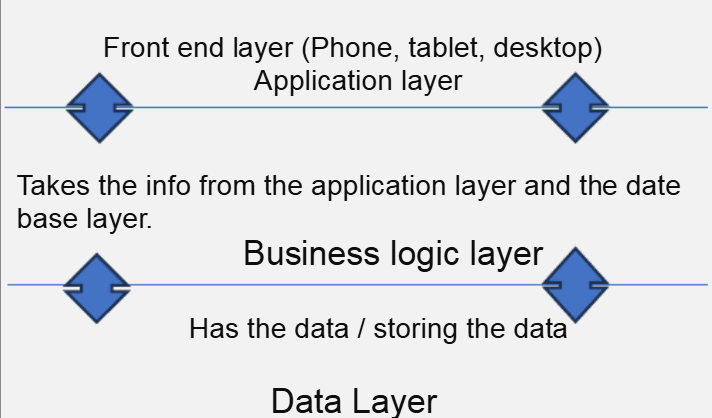 Front end layer (Phone, tablet, desktop)
Application layer
Takes the info from the application layer and the date
base layer.
Business logic layer
Has the data / storing the data
Data Layer